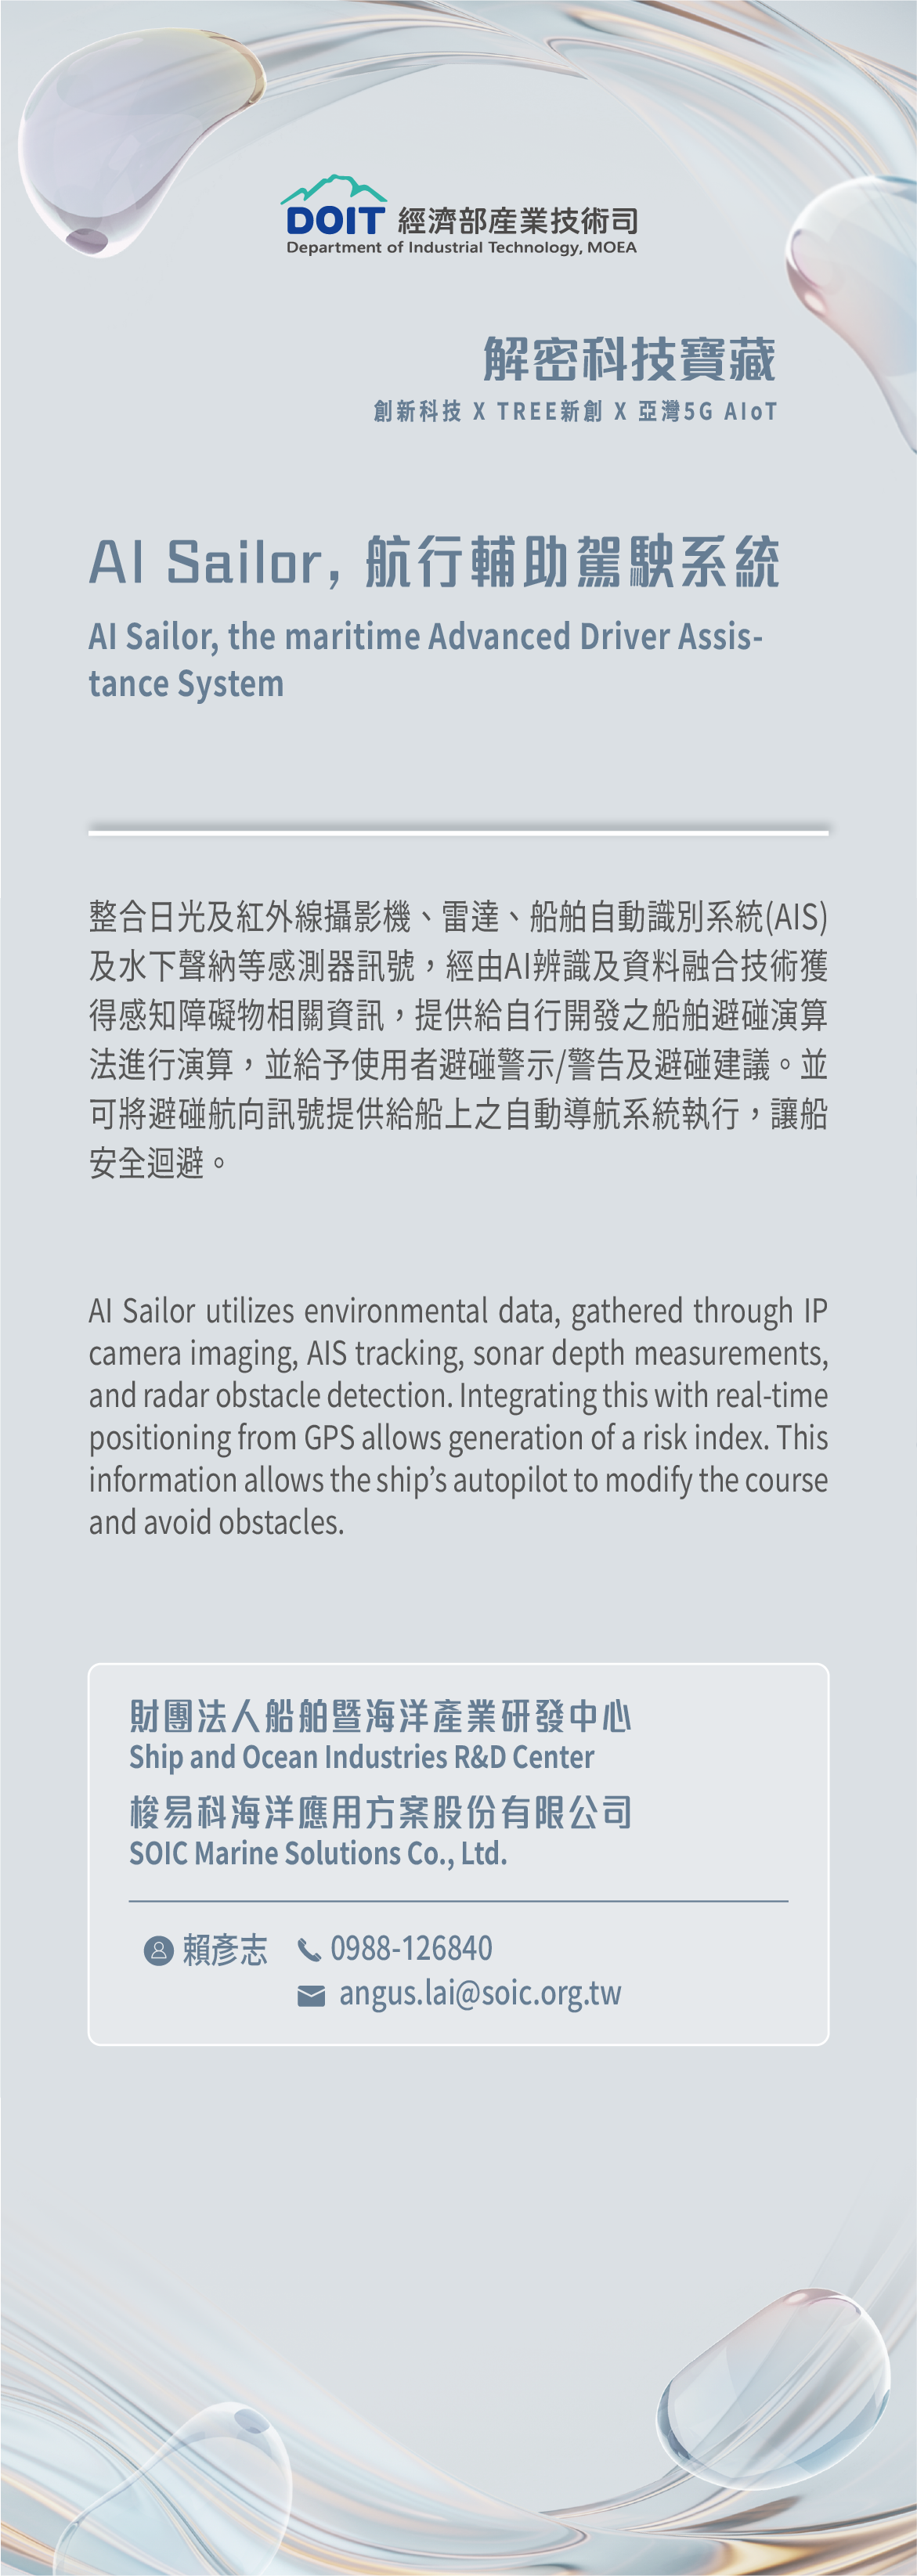 DOIT 經濟部產業技術司
Department of Industrial Technology, MOEA
解密科技寶藏
創新科技 X TREE新創 X 亞灣5G AIoT
AI Sailor, 航行輔助駕駛系統
AI Sailor, the maritime Advanced Driver Assis-
tance System
整合日光及紅外線攝影機、雷達、船舶自動識別系統(AIS)
及水下聲納等感測器訊號，經由AI辨識及資料融合技術獲
得感知障礙物相關資訊，提供給自行開發之船舶避碰演算
法進行演算，並給予使用者避碰警示/警告及避碰建議。並
可將避碰航向訊號提供給船上之自動導航系統執行，讓船
安全迴避。
AI Sailor utilizes environmental data, gathered through IP
camera imaging, AIS tracking, sonar depth measurements,
and radar obstacle detection. Integrating this with real-time
positioning from GPS allows generation of a risk index. This
information allows the ship’s autopilot to modify the course
and avoid obstacles.
財團法人船舶暨海洋產業研發中心
Ship and Ocean Industries R&D Center
梭易科海洋應用方案股份有限公司
SOIC Marine Solutions Co., Ltd.
賴彥志 0988-126840
angus.lai@soic.org.tw